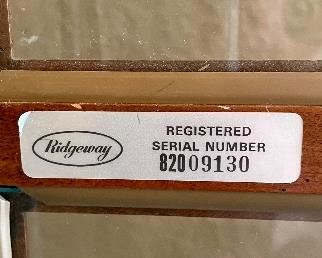 Ridgeway
REGISTERED
SERIAL NUMBER
82009130